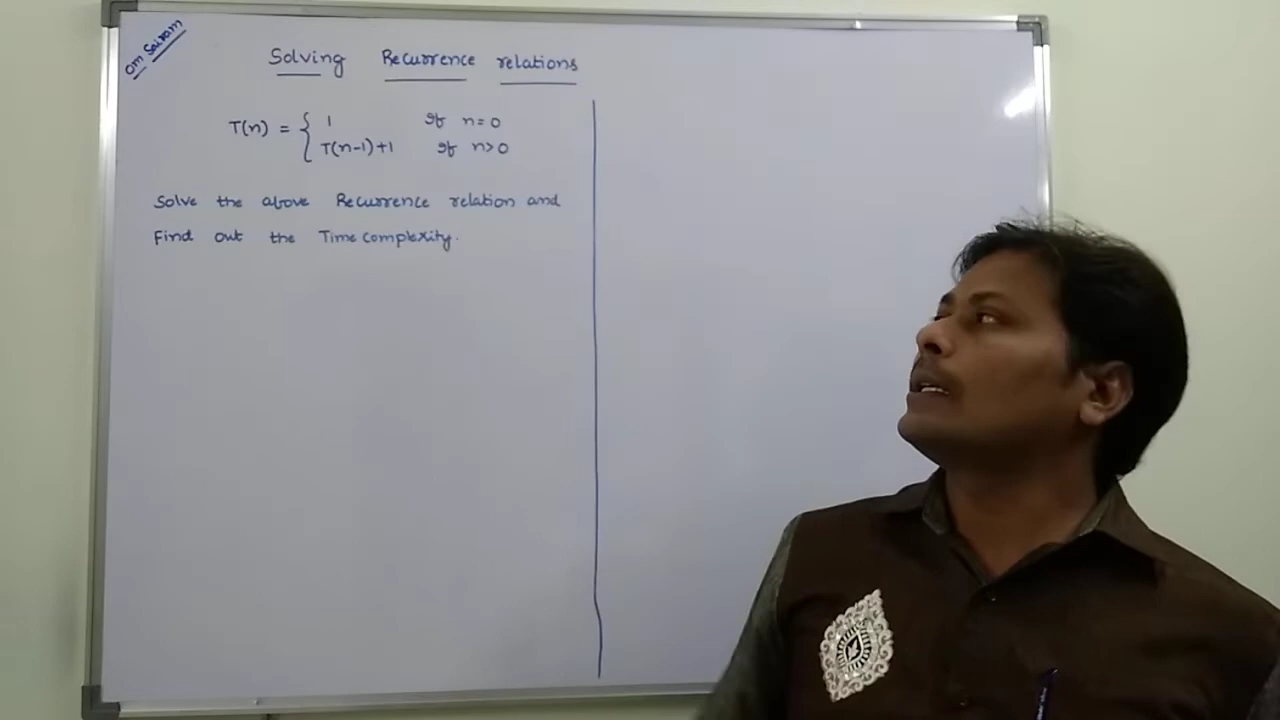 Om Sairam
Solving Recurrence relations
T(n) = { 1 If n=0
T(n-1)+1 If n>0
Solve the above Recurrence relation and
Find out the Time complexity.